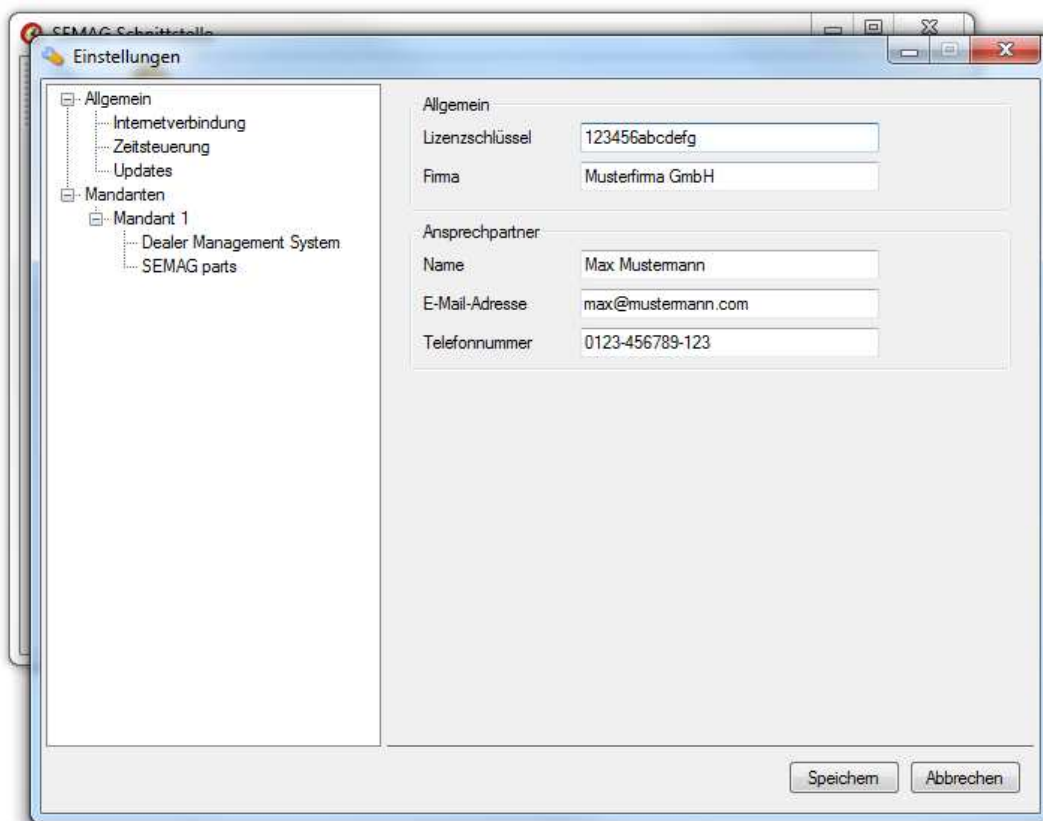 SEMAG Schnittstelle
Einstellungen
Allgemein
Internetverbindung
Zeitsteuerung
Updates
Mandanten
Mandant 1
Dealer Management System
SEMAG parts
Allgemein
Lizenzschlüssel 123456abcdefg
Firma Musterfirma GmbH
Ansprechpartner
Name Max Mustermann
E-Mail-Adresse max@mustermann.com
Telefonnummer 0123-456789-123
Speichern Abbrechen